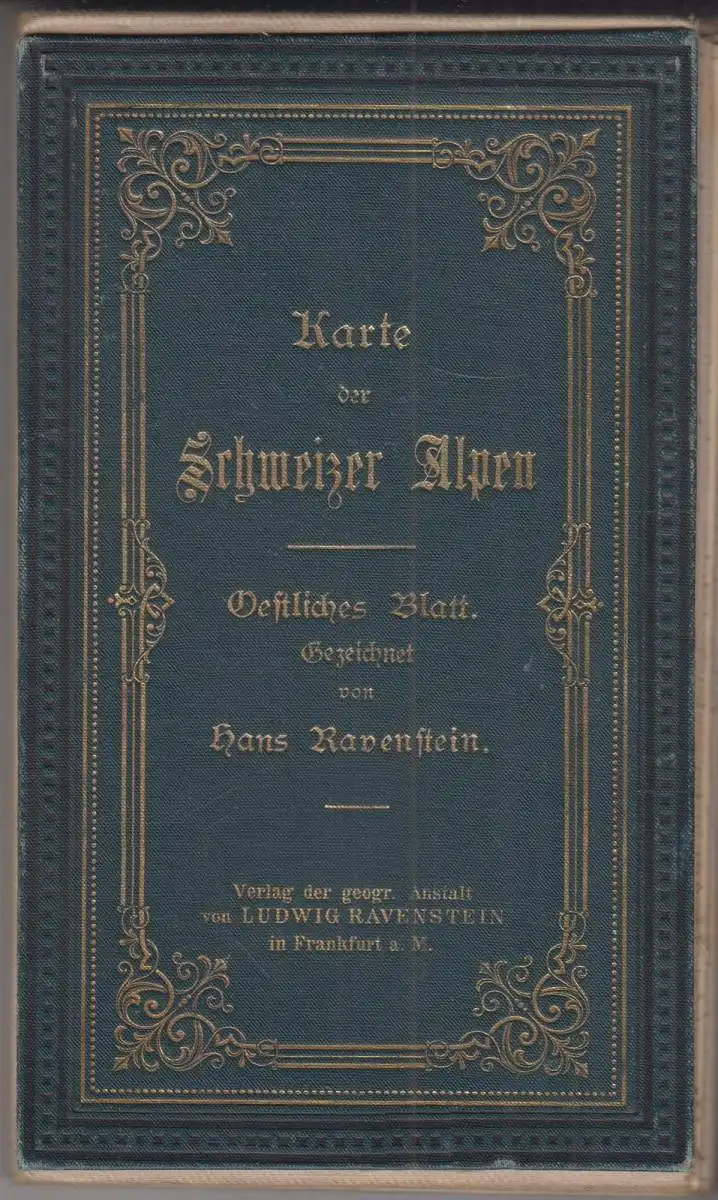 Karte
der
Schweizer Alpen
Oestliches Blatt.
Gezeichnet
von
Hans Ravenstein.
Verlag der geogr. Anstalt
von LUDWIG RAVENSTEIN
in Frankfurt a. M.